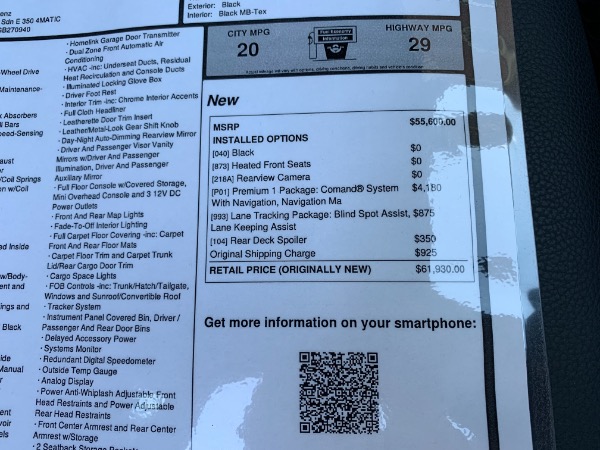 enz
Sdn E 350 4MATIC
GB270940
Exterior: Black
Interior: Black MB-Tex
CITY MPG
20
Fuel Economy
Information
HIGHWAY MPG
29
- Wheel Drive
Maintenance-
Absorbers
l Bars
peed-Sensing
aust
/Coil Springs
n w/Coil
ed Inside
w/Body-
ent and
ings and
Black
ide
Manual
r
ent
voir
els
· Homelink Garage Door Transmitter
· Dual Zone Front Automatic Air
Conditioning
· HVAC -inc: Underseat Ducts, Residual
Heat Recirculation and Console Ducts
· Illuminated Locking Glove Box
· Driver Foot Rest
· Interior Trim -inc: Chrome Interior Accents
· Full Cloth Headliner
· Leatherette Door Trim Insert
· Leather/Metal-Look Gear Shift Knob
· Day-Night Auto-Dimming Rearview Mirror
· Driver And Passenger Visor Vanity
Mirrors w/Driver And Passenger
Illumination, Driver And Passenger
Auxiliary Mirror
· Full Floor Console w/Covered Storage,
Mini Overhead Console and 3 12V DC
Power Outlets
· Front And Rear Map Lights
· Fade-To-Off Interior Lighting
· Full Carpet Floor Covering -inc: Carpet
Front And Rear Floor Mats
· Carpet Floor Trim and Carpet Trunk
Lid/Rear Cargo Door Trim
· Cargo Space Lights
· FOB Controls -inc: Trunk/Hatch/Tailgate,
Windows and Sunroof/Convertible Roof
· Tracker System
· Instrument Panel Covered Bin, Driver /
Passenger And Rear Door Bins
· Delayed Accessory Power
· Systems Monitor
· Redundant Digital Speedometer
· Outside Temp Gauge
· Analog Display
· Power Anti-Whiplash Adjustable Front
Head Restraints and Power Adjustable
Rear Head Restraints
· Front Center Armrest and Rear Center
Armrest w/Storage
· 2 Seatback Storage Pockets
New
MSRP $55,600.00
INSTALLED OPTIONS
[040] Black $0
[873] Heated Front Seats $0
[218A] Rearview Camera $0
[P01] Premium 1 Package: Comand® System $4,180
With Navigation, Navigation Ma
[993] Lane Tracking Package: Blind Spot Assist, $875
Lane Keeping Assist
[104] Rear Deck Spoiler $350
Original Shipping Charge $925
RETAIL PRICE (ORIGINALLY NEW) $61,930.00
Get more information on your smartphone: